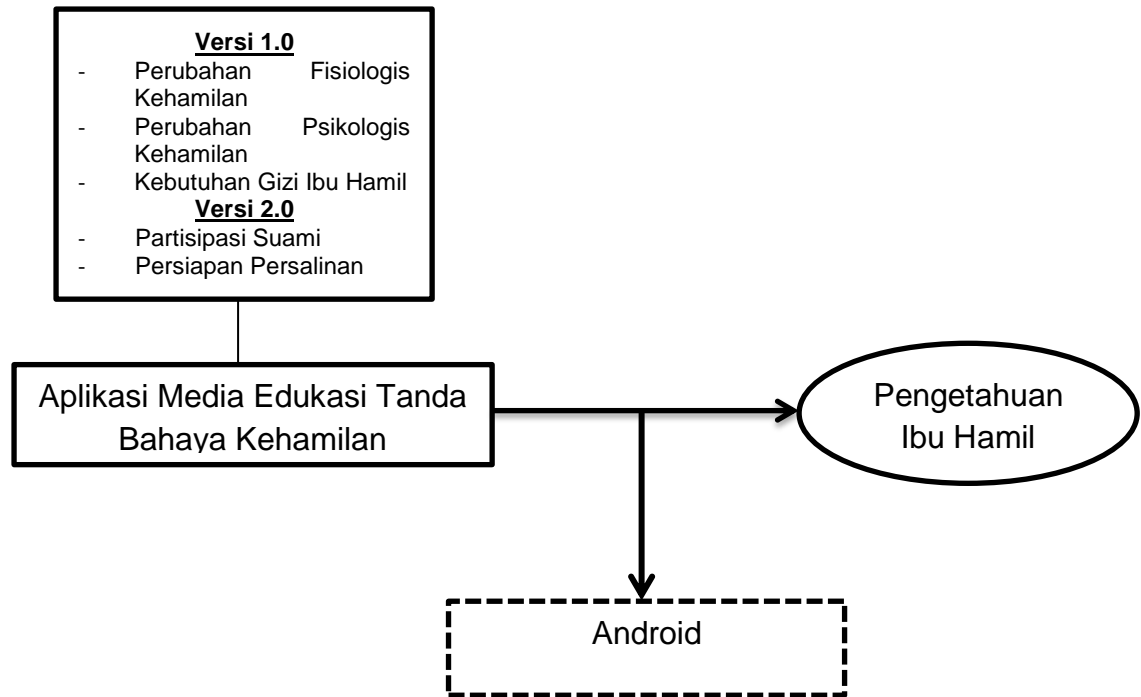 Versi 1.0
- Perubahan Fisiologis
Kehamilan
- Perubahan Psikologis
Kehamilan
- Kebutuhan Gizi Ibu Hamil
Versi 2.0
- Partisipasi Suami
- Persiapan Persalinan
Aplikasi Media Edukasi Tanda
Bahaya Kehamilan
Pengetahuan
Ibu Hamil
Android